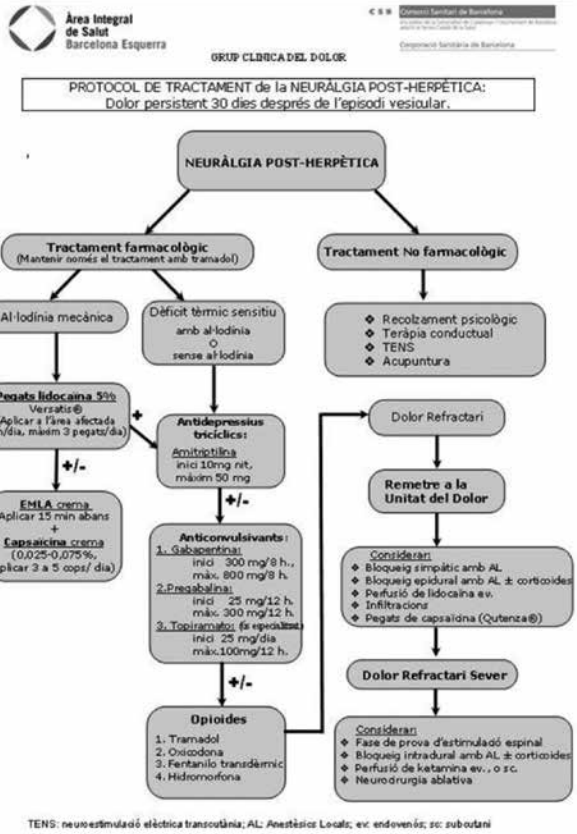 Àrea Integral
de Salut
Barcelona Esquerra
CSB Consorci Sanitari de Barcelona
Corporació Sanitària de Barcelona
GRUP CLINICA DEL DOLOR
PROTOCOL DE TRACTAMENT de la NEURÀLGIA POST-HERPÈTICA:
Dolor persistent 30 dies després de l'episodi vesicular.
NEURÀLGIA POST-HERPÈTICA
Tractament farmacològic
(Mantenir només el tractament amb tramadol)
Tractament No farmacològic
Al·lodínia mecànica
Dèficit tèrmic sensitiu
amb al·lodínia
O
sense al·lodínia
❖ Recolzament psicològic
❖ Teràpia conductual
❖ TENS
❖ Acupuntura
Pegats lidocaïna 5%
Versatis®
Aplicar a l'àrea afectada
/dia, màxim 3 pegats/dia)
+
+/-
EMLA crema
Aplicar 15 min abans
+
Capsaïcina crema
(0,025-0,075%,
plicar 3 a 5 cops/ dia)
Antidepressius
tricíclics:
Amitriptilina
inici 10mg nit,
màxim 50 mg
+/-
Anticonvulsivants:
1. Gabapentina:
inici 300 mg/8 h.,
màx. 800 mg/8 h.
2.Pregabalina:
inici 25 mg/12 h.
màx. 300 mg/12 h.
3. Topiramato: (ús especialitzat)
inici 25 mg/dia
màx.100mg/12 h.
+/-
Opioides
1. Tramadol
2. Oxicodona
3. Fentanilo transdèrmic
4. Hidromorfona
Dolor Refractari
Remetre a la
Unitat del Dolor
Considerar:
❖ Bloqueig simpàtic amb AL
❖ Bloqueig epidural amb AL ± corticoides
❖ Perfusió de lidocaïna ev.
❖ Infiltracions
❖ Pegats de capsaïcina (Qutenza®)
Dolor Refractari Sever
Considerar:
❖ Fase de prova d'estimulació espinal
❖ Bloqueig intradural amb AL ± corticoides
❖ Perfusió de ketamina ev., o sc.
❖ Neurocirurgia ablativa
TENS: neuroestimulació elèctrica transcutània; AL: Anestèsics Locals; ev: endovenós; sc: subcutani